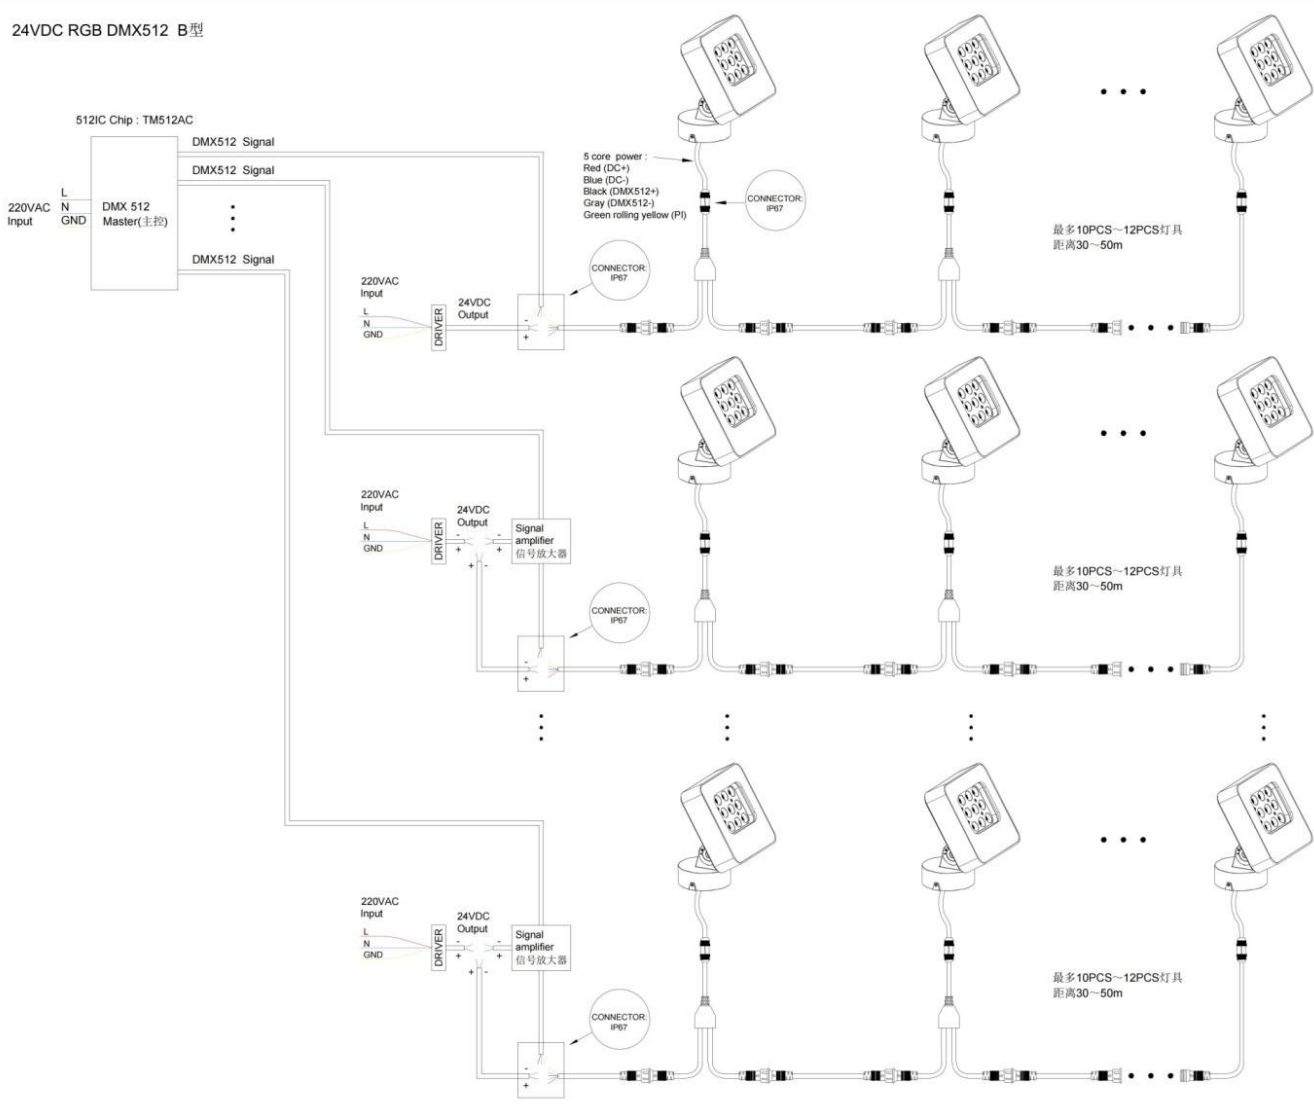 24VDC RGB DMX512 B型
512IC Chip : TM512AC
DMX512 Signal
DMX512 Signal
DMX512 Signal
220VAC
Input
L
N
GND
DMX 512
Master(主控)
5 core power :
Red (DC+)
Blue (DC-)
Black (DMX512+)
Gray (DMX512-)
Green rolling yellow (PI)
CONNECTOR:
IP67
最多10PCS～12PCS灯具
距离30～50m
CONNECTOR:
IP67
220VAC
Input
L
N
GND
DRIVER
24VDC
Output
-
+
220VAC
Input
L
N
GND
DRIVER
24VDC
Output
-
+
-
+
+
-
Signal
amplifier
信号放大器
CONNECTOR:
IP67
-
+
最多10PCS～12PCS灯具
距离30～50m
220VAC
Input
L
N
GND
DRIVER
24VDC
Output
-
+
-
+
+
-
Signal
amplifier
信号放大器
CONNECTOR:
IP67
-
+
最多10PCS～12PCS灯具
距离30～50m